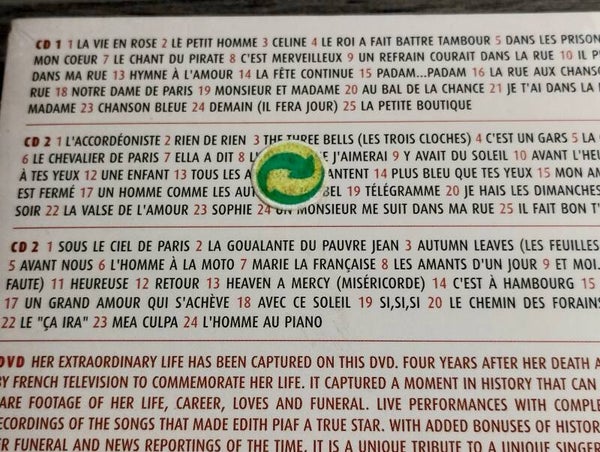 CD 1 1 LA VIE EN ROSE 2 LE PETIT HOMME 3 CELINE 4 LE ROI A FAIT BATTRE TAMBOUR 5 DANS LES PRISON
MON COEUR 7 LE CHANT DU PIRATE 8 C'EST MERVEILLEUX 9 UN REFRAIN COURAIT DANS LA RUE 10 IL P
DANS MA RUE 13 HYMNE À L'AMOUR 14 LA FÊTE CONTINUE 15 PADAM...PADAM 16 LA RUE AUX CHANSO
RUE 18 NOTRE DAME DE PARIS 19 MONSIEUR ET MADAME 20 AU BAL DE LA CHANCE 21 JE T'AI DANS LA
MADAME 23 CHANSON BLEUE 24 DEMAIN (IL FERA JOUR) 25 LA PETITE BOUTIQUE
CD 2 1 L'ACCORDÉONISTE 2 RIEN DE RIEN 3 THE THREE BELLS (LES TROIS CLOCHES) 4 C'EST UN GARS 5 LA
6 LE CHEVALIER DE PARIS 7 ELLA A DIT 8 J'AIMERAI 9 Y AVAIT DU SOLEIL 10 AVANT L'HEU
À TES YEUX 12 UNE ENFANT 13 TOUS LES A ANTENT 14 PLUS BLEU QUE TES YEUX 15 MON AM
EST FERMÉ 17 UN HOMME COMME LES AUT BEL 19 TÉLÉGRAMME 20 JE HAIS LES DIMANCHES
SOIR 22 LA VALSE DE L'AMOUR 23 SOPHIE 24 UN MONSIEUR ME SUIT DANS MA RUE 25 IL FAIT BON T'
CD 2 1 SOUS LE CIEL DE PARIS 2 LA GOUALANTE DU PAUVRE JEAN 3 AUTUMN LEAVES (LES FEUILLES
5 AVANT NOUS 6 L'HOMME À LA MOTO 7 MARIE LA FRANÇAISE 8 LES AMANTS D'UN JOUR 9 ET MOI.
FAUTE) 11 HEUREUSE 12 RETOUR 13 HEAVEN A MERCY (MISÉRICORDE) 14 C'EST À HAMBOURG 15
17 UN GRAND AMOUR QUI S'ACHÈVE 18 AVEC CE SOLEIL 19 SI,SI,SI 20 LE CHEMIN DES FORAINS
22 LE "ÇA IRA" 23 MEA CULPA 24 L'HOMME AU PIANO
DVD HER EXTRAORDINARY LIFE HAS BEEN CAPTURED ON THIS DVD. FOUR YEARS AFTER HER DEATH A
BY FRENCH TELEVISION TO COMMEMORATE HER LIFE. IT CAPTURED A MOMENT IN HISTORY THAT CAN
ARE FOOTAGE OF HER LIFE, CAREER, LOVES AND FUNERAL. LIVE PERFORMANCES WITH COMPLE
ECORDINGS OF THE SONGS THAT MADE EDITH PIAF A TRUE STAR. WITH ADDED BONUSES OF HISTOR
ER FUNERAL AND NEWS REPORTINGS OF THE TIME, IT IS A UNIQUE TRIBUTE TO A UNIQUE SINGER